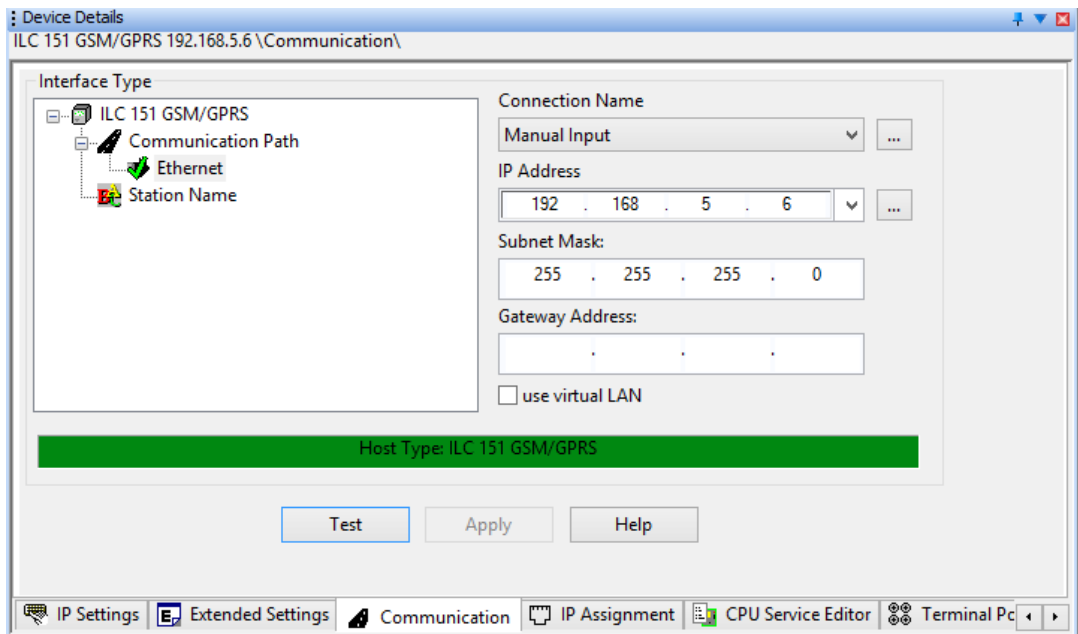 Device Details
ILC 151 GSM/GPRS 192.168.5.6 \Communication\
Interface Type
ILC 151 GSM/GPRS
Communication Path
Ethernet
Station Name
Connection Name
Manual Input
...
IP Address
192 . 168 . 5 . 6
...
Subnet Mask:
255 . 255 . 255 . 0
Gateway Address:
. . .
use virtual LAN
Host Type: ILC 151 GSM/GPRS
Test Apply Help
IP Settings Extended Settings Communication IP Assignment CPU Service Editor Terminal Pc